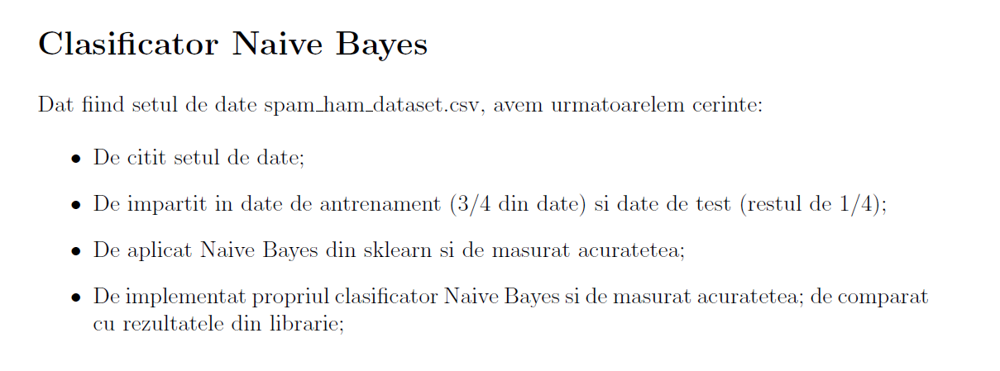 Clasificator Naive Bayes
Dat fiind setul de date spam_ham_dataset.csv, avem urmatoarelem cerinte:
• De citit setul de date;
• De impartit in date de antrenament (3/4 din date) si date de test (restul de 1/4);
• De aplicat Naive Bayes din sklearn si de masurat acuratetea;
• De implementat propriul clasificator Naive Bayes si de masurat acuratetea; de comparat
cu rezultatele din librarie;